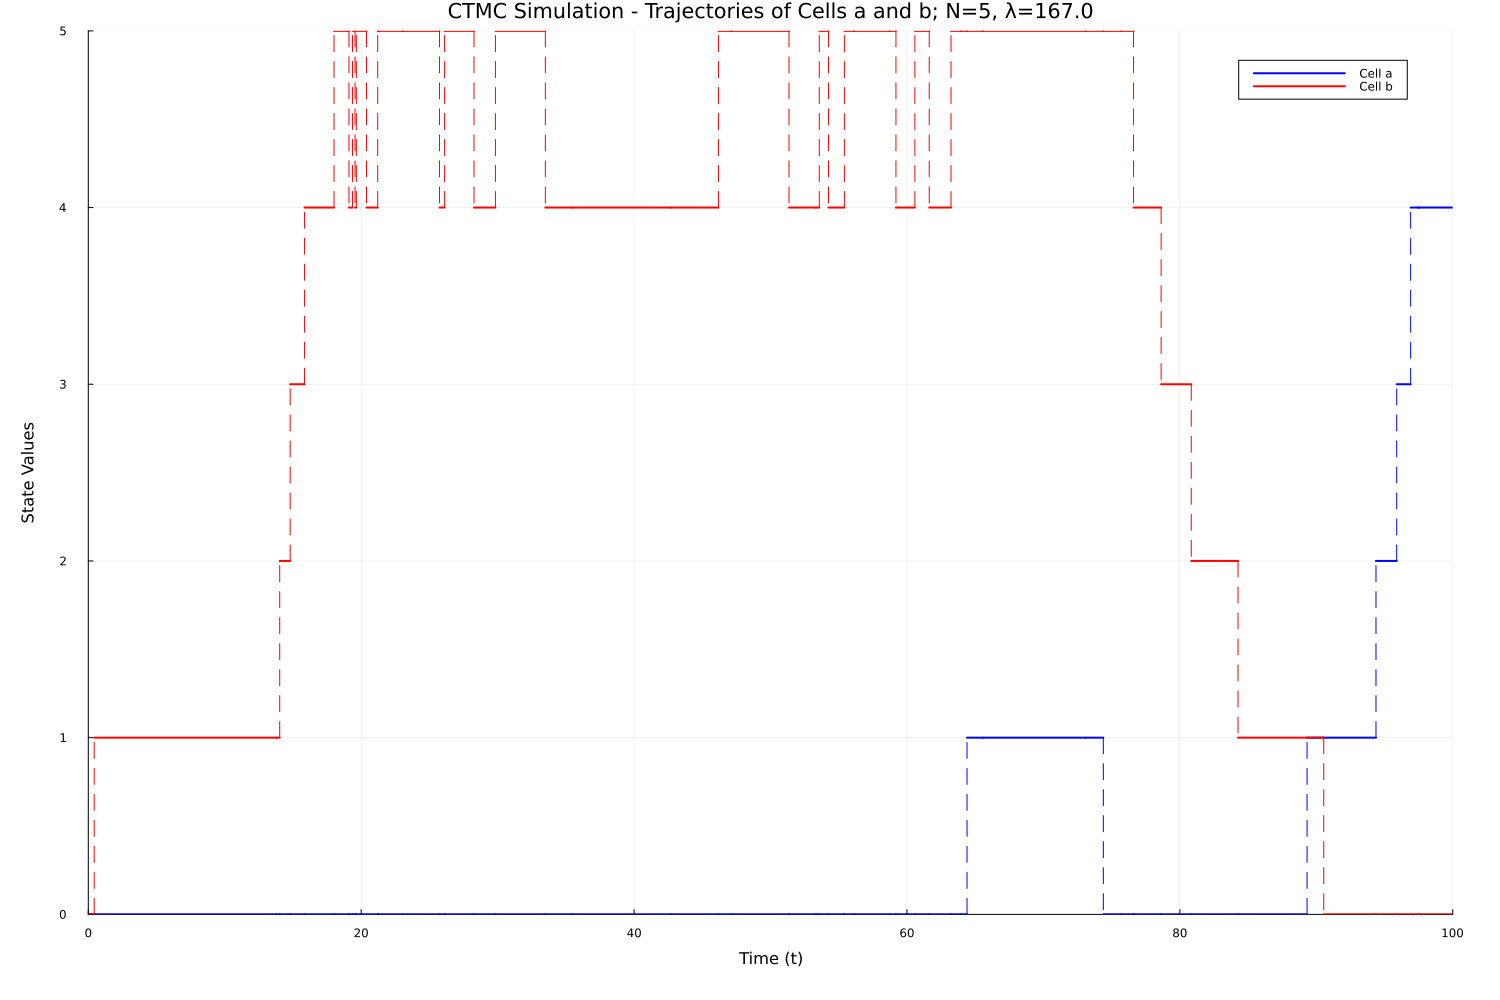 CTMC Simulation - Trajectories of Cells a and b; N=5, λ=167.0
5
Cell a
Cell b
4
3
State Values
2
1
0
0 20 40 60 80 100
Time (t)